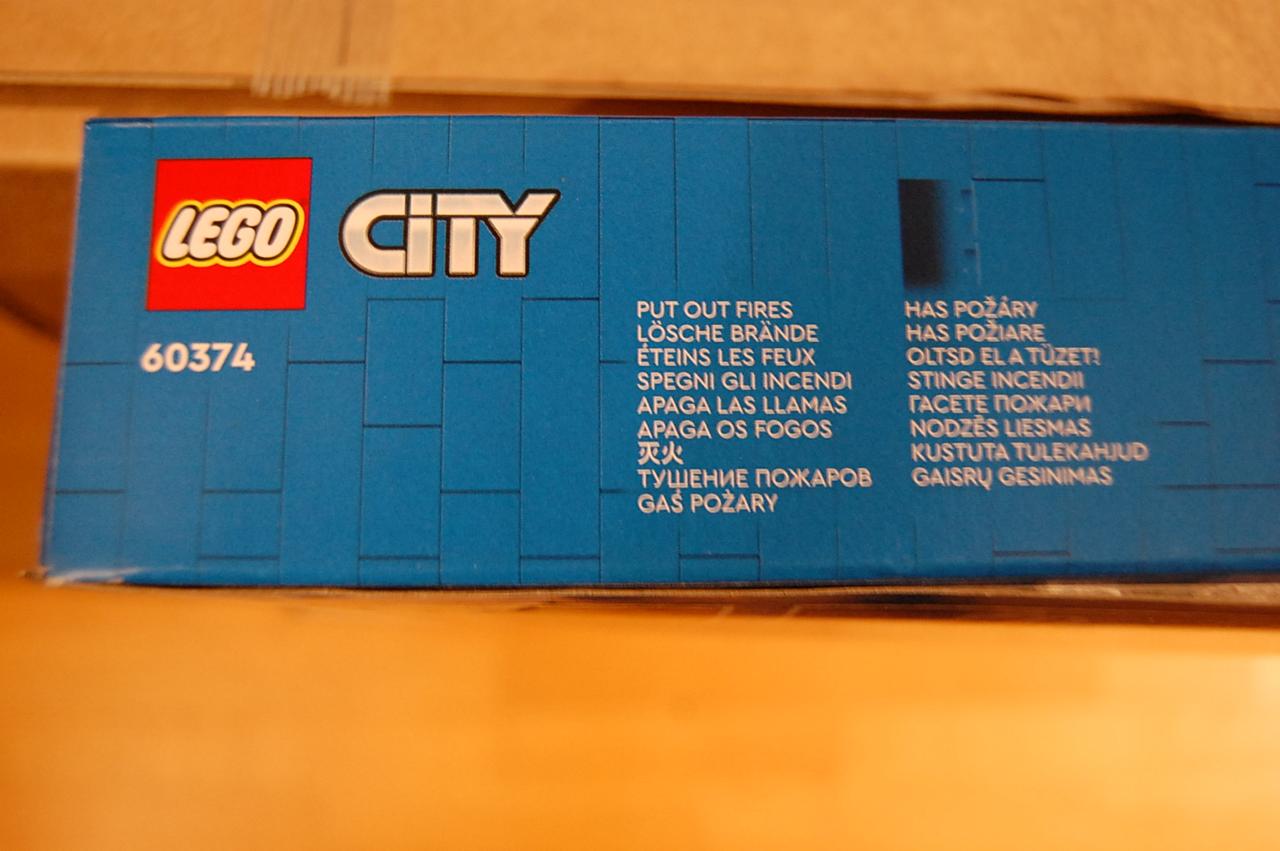 LEGO
CITY
60374
PUT OUT FIRES
LÖSCHE BRÄNDE
ÉTEINS LES FEUX
SPEGNI GLI INCENDI
APAGA LAS LLAMAS
APAGA OS FOGOS
灭火
ТУШЕНИЕ ПОЖАРОВ
GAŚ POŻARY
HAS POŽÁRY
HAS POŽIARE
OLTSD EL A TÜZET!
STINGE INCENDII
ГАСЕТЕ ПОЖАРИ
NODZĒS LIESMAS
KUSTUTA TULEKAHJUD
GAISRŲ GESINIMAS